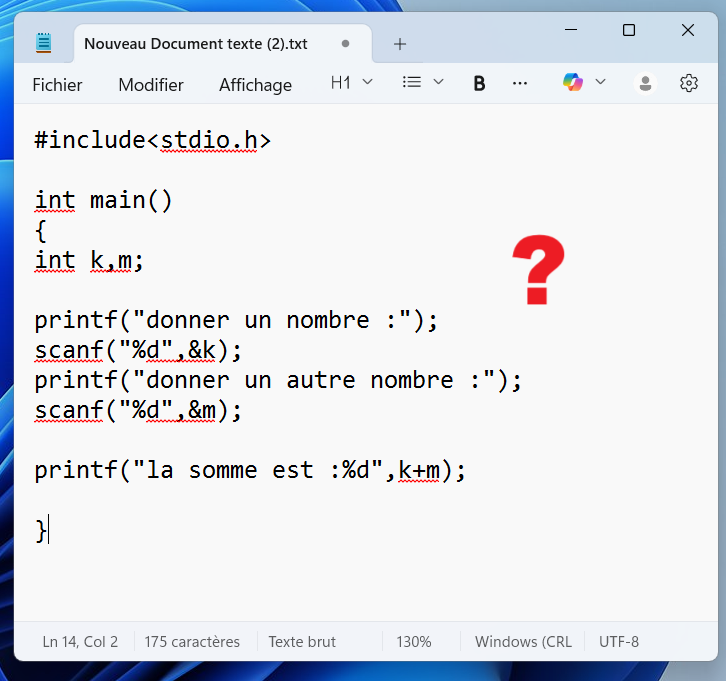 Nouveau Document texte (2).txt
Fichier Modifier Affichage H1 B ...
#include<stdio.h>
int main()
{
int k,m;
printf("donner un nombre :");
scanf("%d",&k);
printf("donner un autre nombre :");
scanf("%d",&m);
printf("la somme est :%d",k+m);
}
?
Ln 14, Col 2 175 caractères Texte brut 130% Windows (CRL UTF-8